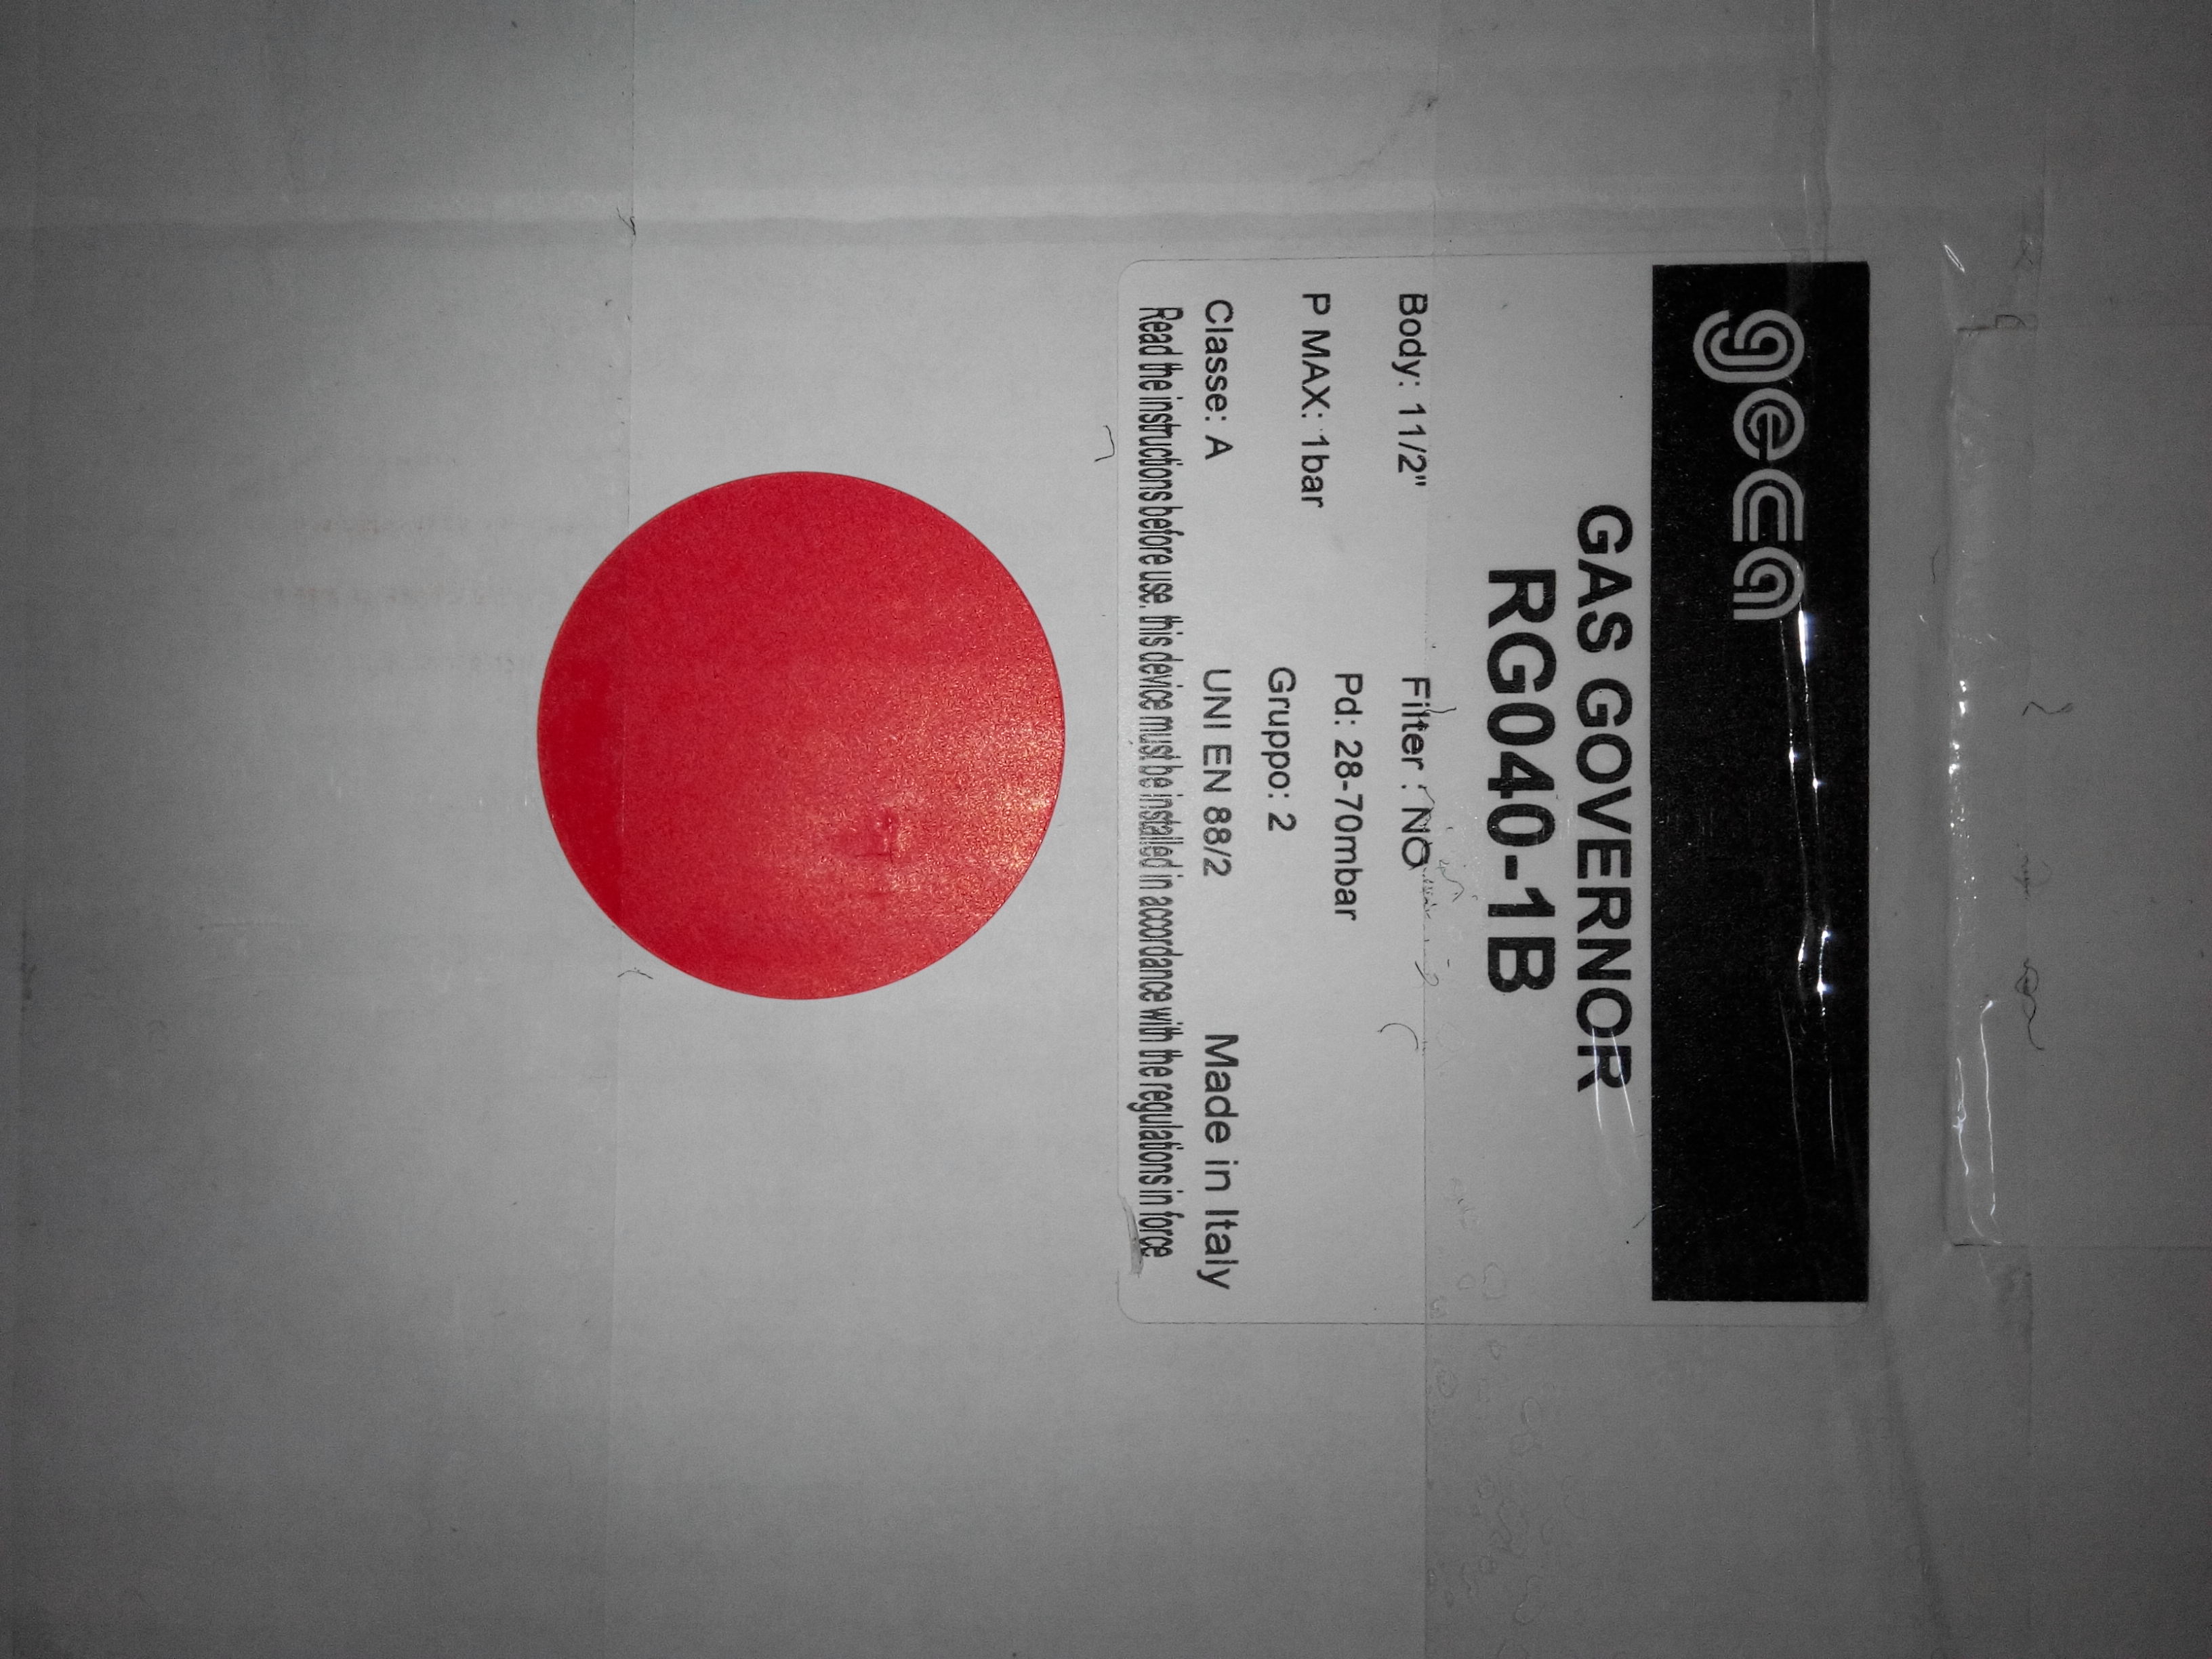 geca
GAS GOVERNOR
RG040-1B
Body: 11/2"
Filter : NO
P MAX: 1bar
Pd: 28-70mbar
Gruppo: 2
Classe: A
UNI EN 88/2
Made in Italy
Read the instructions before use. this device must be installed in accordance with the regulations in force